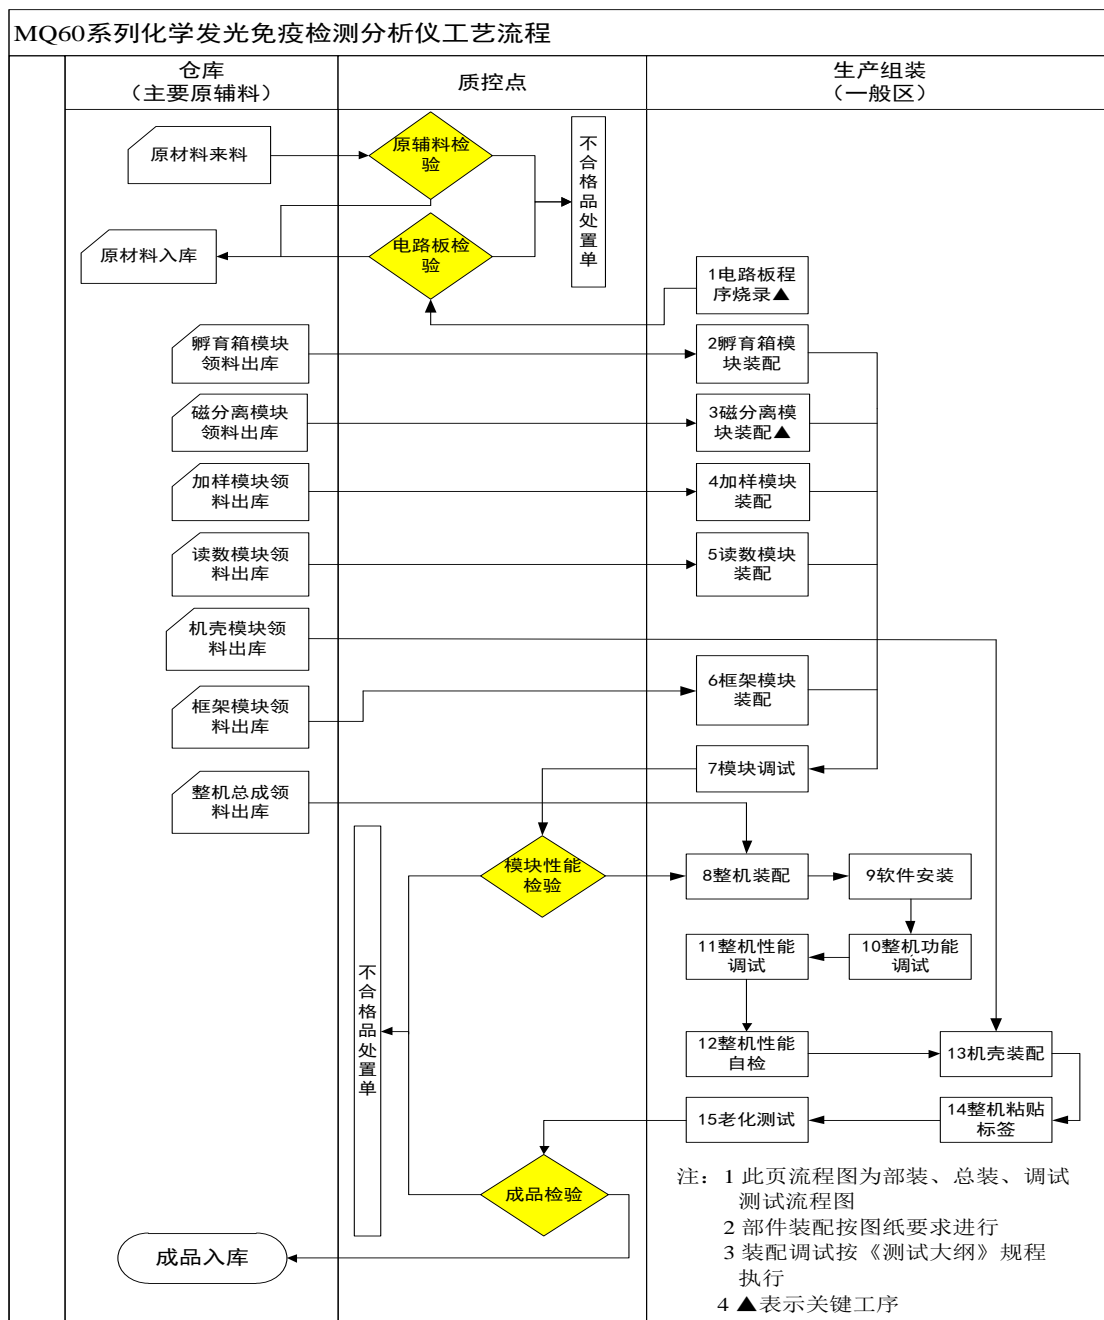 MQ60系列化学发光免疫检测分析仪工艺流程
仓库
（主要原辅料）
质控点
生产组装
（一般区）
原材料来料
原辅料检
验
不
合
格
品
处
置
单
原材料入库
电路板检
验
1电路板程
序烧录▲
孵育箱模块
领料出库
2孵育箱模
块装配
磁分离模块
领料出库
3磁分离模
块装配▲
加样模块领
料出库
4加样模块
装配
读数模块领
料出库
5读数模块
装配
机壳模块领
料出库
框架模块领
料出库
6框架模块
装配
7模块调试
整机总成领
料出库
模块性能
检验
8整机装配
9软件安装
11整机性能
调试
10整机功能
调试
不
合
格
品
处
置
单
12整机性能
自检
13机壳装配
15老化测试
14整机粘贴
标签
成品检验
成品入库
注：1 此页流程图为部装、总装、调试
测试流程图
2 部件装配按图纸要求进行
3 装配调试按《测试大纲》规程
执行
4 ▲表示关键工序